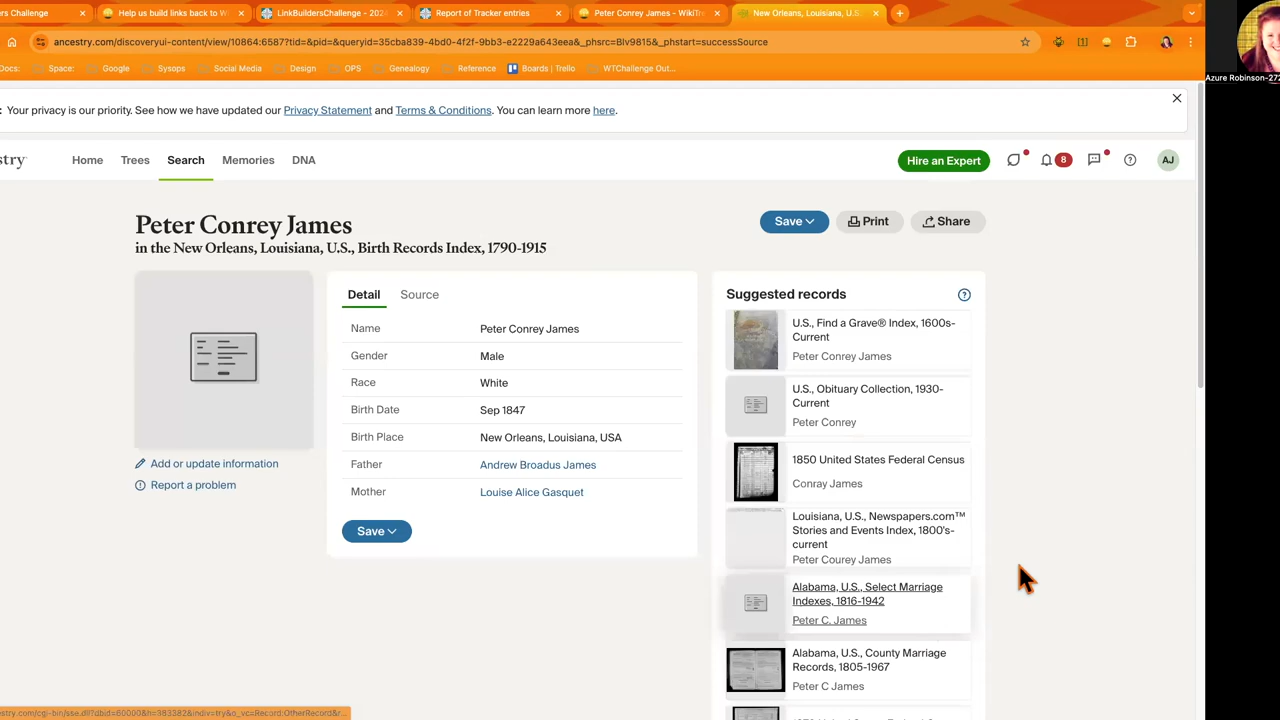 ers Challenge
Help us build links back to Wi
LinkBuildersChallenge - 2024
Report of Tracker entries
Peter Conrey James - WikiTre
New Orleans, Louisiana, U.S.
ancestry.com/discoveryui-content/view/10864:6587?tid=&pid=&queryid=35cba839-4bd0-4f2f-9bb3-e2229a643eea&_phsrc=Blv9815&_phstart=successSource
Docs:
Space:
Google
Sysops
Social Media
Design
OPS
Genealogy
Reference
Boards | Trello
WTChallenge Out...
Azure Robinson-272
: Your privacy is our priority. See how we have updated our Privacy Statement and Terms & Conditions. You can learn more here.
stry
Home
Trees
Search
Memories
DNA
Hire an Expert
8
AJ
Peter Conrey James
in the New Orleans, Louisiana, U.S., Birth Records Index, 1790-1915
Save
Print
Share
Add or update information
Report a problem
Detail
Source
Name Peter Conrey James
Gender Male
Race White
Birth Date Sep 1847
Birth Place New Orleans, Louisiana, USA
Father Andrew Broadus James
Mother Louise Alice Gasquet
Save
Suggested records
U.S., Find a Grave® Index, 1600s-
Current
Peter Conrey James
U.S., Obituary Collection, 1930-
Current
Peter Conrey
1850 United States Federal Census
Conray James
Louisiana, U.S., Newspapers.com™
Stories and Events Index, 1800's-
current
Peter Courey James
Alabama, U.S., Select Marriage
Indexes, 1816-1942
Peter C. James
Alabama, U.S., County Marriage
Records, 1805-1967
Peter C James